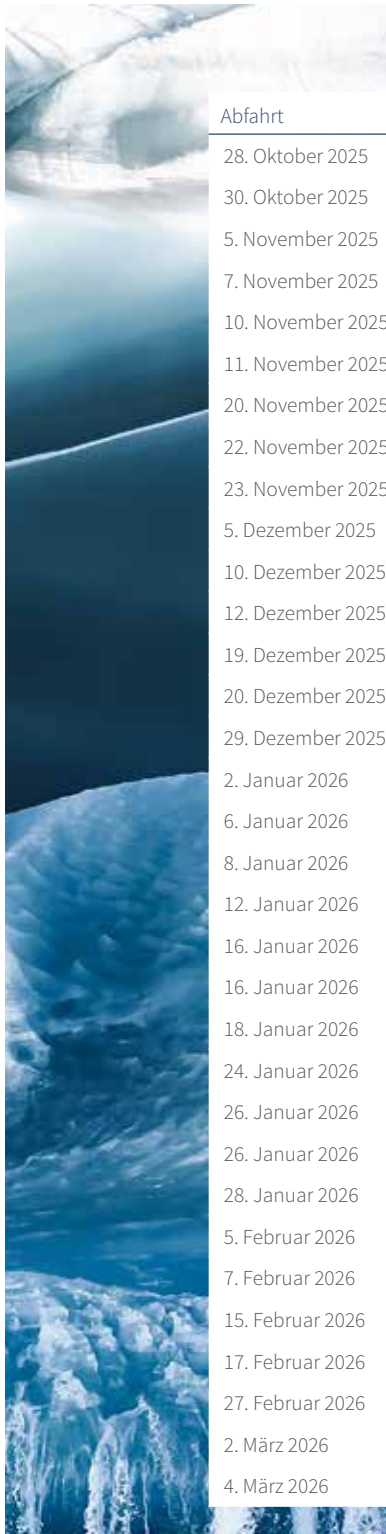 Abfahrt
28. Oktober 2025
30. Oktober 2025
5. November 2025
7. November 2025
10. November 2025
11. November 2025
20. November 2025
22. November 2025
23. November 2025
5. Dezember 2025
10. Dezember 2025
12. Dezember 2025
19. Dezember 2025
20. Dezember 2025
29. Dezember 2025
2. Januar 2026
6. Januar 2026
8. Januar 2026
12. Januar 2026
16. Januar 2026
16. Januar 2026
18. Januar 2026
24. Januar 2026
26. Januar 2026
26. Januar 2026
28. Januar 2026
5. Februar 2026
7. Februar 2026
15. Februar 2026
17. Februar 2026
27. Februar 2026
2. März 2026
4. März 2026